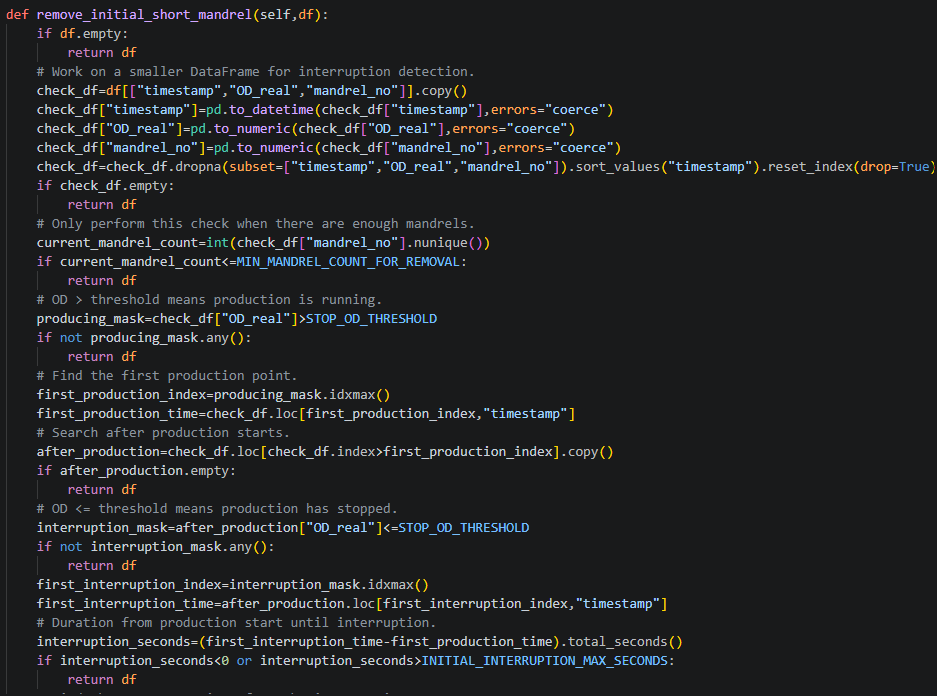 def remove_initial_short_mandrel(self,df):
if df.empty:
return df
# Work on a smaller DataFrame for interruption detection.
check_df=df[["timestamp","OD_real","mandrel_no"]].copy()
check_df["timestamp"]=pd.to_datetime(check_df["timestamp"],errors="coerce")
check_df["OD_real"]=pd.to_numeric(check_df["OD_real"],errors="coerce")
check_df["mandrel_no"]=pd.to_numeric(check_df["mandrel_no"],errors="coerce")
check_df=check_df.dropna(subset=["timestamp","OD_real","mandrel_no"]).sort_values("timestamp").reset_index(drop=True)
if check_df.empty:
return df
# Only perform this check when there are enough mandrels.
current_mandrel_count=int(check_df["mandrel_no"].nunique())
if current_mandrel_count<=MIN_MANDREL_COUNT_FOR_REMOVAL:
return df
# OD > threshold means production is running.
producing_mask=check_df["OD_real"]>STOP_OD_THRESHOLD
if not producing_mask.any():
return df
# Find the first production point.
first_production_index=producing_mask.idxmax()
first_production_time=check_df.loc[first_production_index,"timestamp"]
# Search after production starts.
after_production=check_df.loc[check_df.index>first_production_index].copy()
if after_production.empty:
return df
# OD <= threshold means production has stopped.
interruption_mask=after_production["OD_real"]<=STOP_OD_THRESHOLD
if not interruption_mask.any():
return df
first_interruption_index=interruption_mask.idxmax()
first_interruption_time=after_production.loc[first_interruption_index,"timestamp"]
# Duration from production start until interruption.
interruption_seconds=(first_interruption_time-first_production_time).total_seconds()
if interruption_seconds<0 or interruption_seconds>INITIAL_INTERRUPTION_MAX_SECONDS:
return df